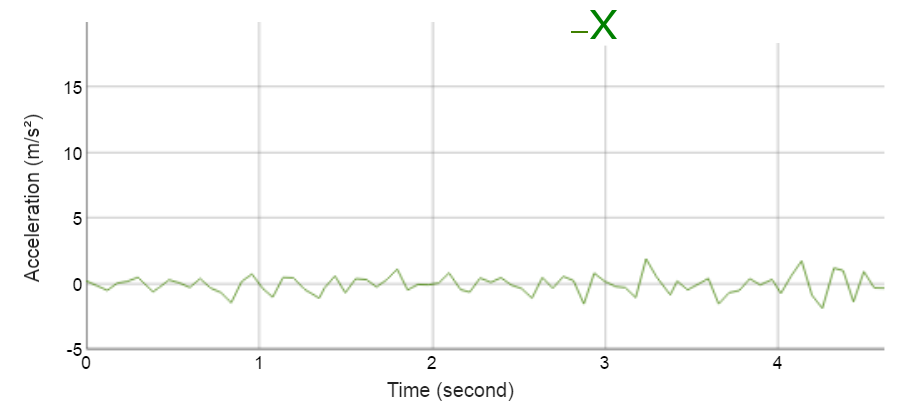 –X
15
10
5
0
-5
Acceleration (m/s²)
0 1 2 3 4
Time (second)